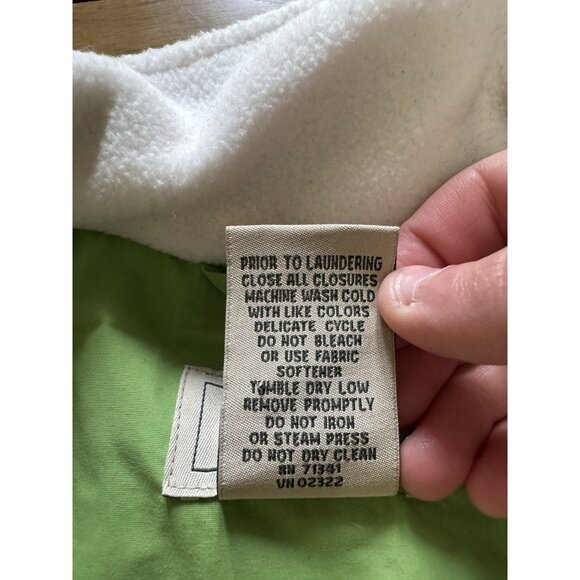 PRIOR TO LAUNDERING
CLOSE ALL CLOSURES
MACHINE WASH COLD
WITH LIKE COLORS
DELICATE CYCLE
DO NOT BLEACH
OR USE FABRIC
SOFTENER
TUMBLE DRY LOW
REMOVE PROMPTLY
DO NOT IRON
OR STEAM PRESS
DO NOT DRY CLEAN
RN 71341
VN 02322